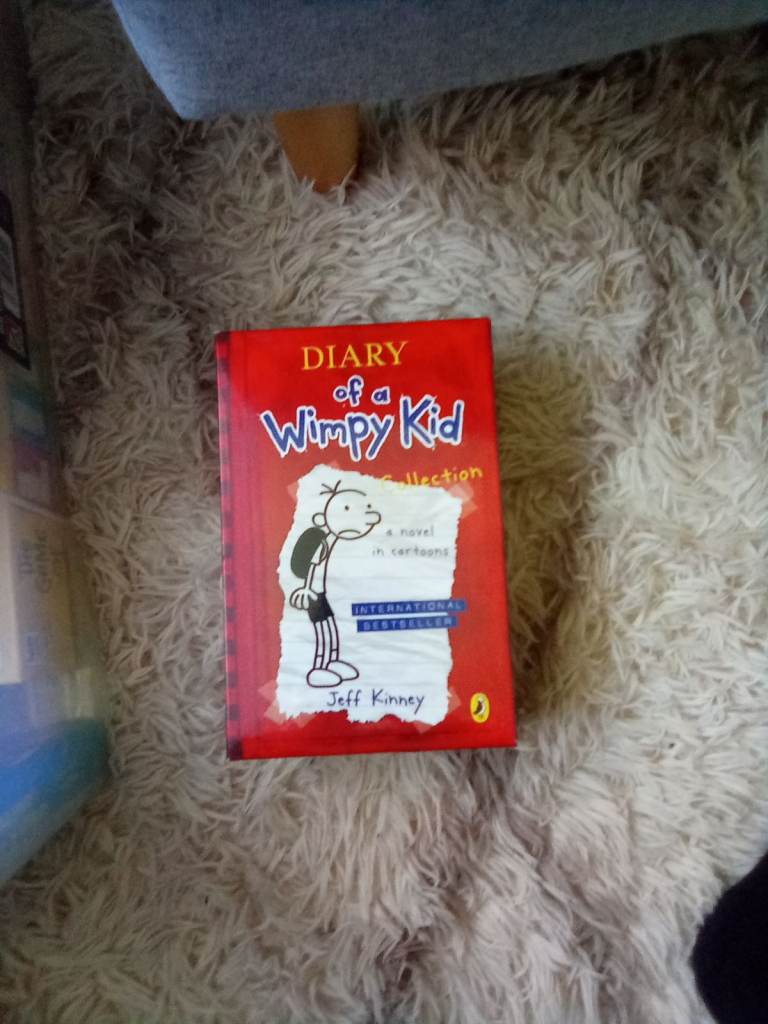 DIARY
of a
Wimpy Kid
Collection
a novel
in cartoons
INTERNATIONAL
BESTSELLER
Jeff Kinney